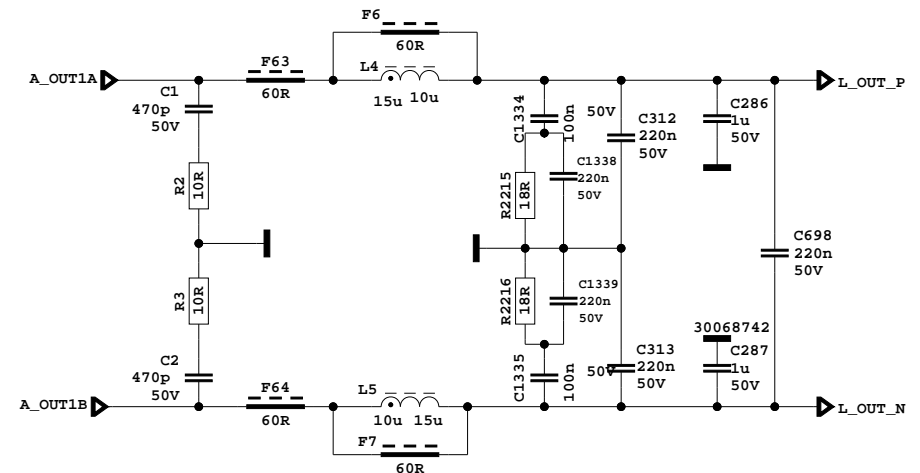 F6
60R
A_OUT1A
F63
60R
L4
15u 10u
L_OUT_P
C1
470p
50V
R2
10R
C1334
100n
50V
C312
220n
50V
C286
1u
50V
R2215
18R
C1338
220n
50V
C698
220n
50V
R3
10R
R2216
18R
C1339
220n
50V
30068742
C2
470p
50V
C1335
100n
50V
C313
220n
50V
C287
1u
50V
A_OUT1B
F64
60R
L5
10u 15u
L_OUT_N
F7
60R